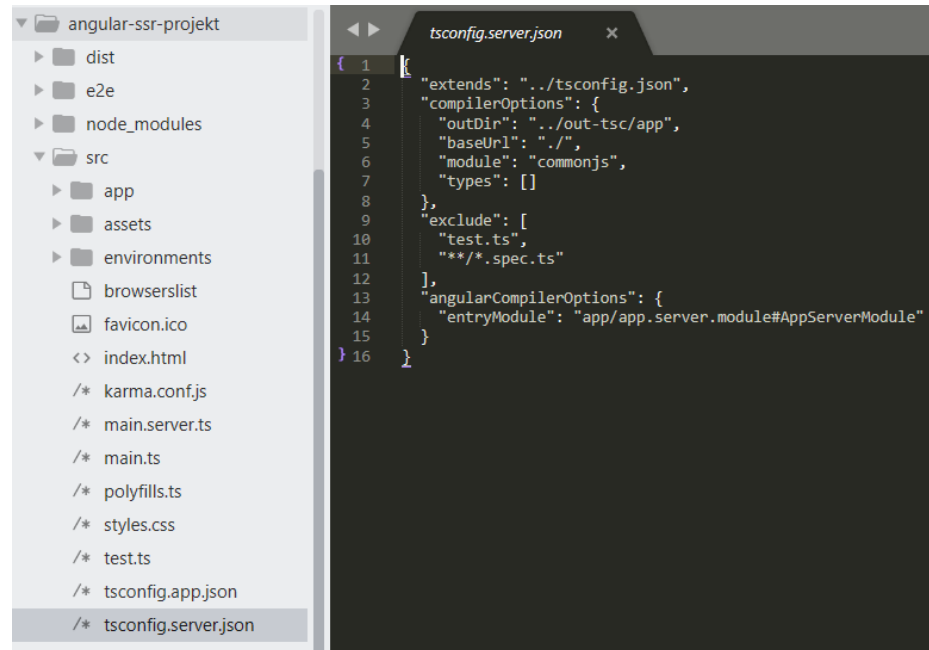 angular-ssr-projekt
dist
e2e
node_modules
src
app
assets
environments
browserslist
favicon.ico
<> index.html
/* karma.conf.js
/* main.server.ts
/* main.ts
/* polyfills.ts
/* styles.css
/* test.ts
/* tsconfig.app.json
/* tsconfig.server.json
tsconfig.server.json ×
{ 1 {
2 "extends": "../tsconfig.json",
3 "compilerOptions": {
4 "outDir": "../out-tsc/app",
5 "baseUrl": "./",
6 "module": "commonjs",
7 "types": []
8 },
9 "exclude": [
10 "test.ts",
11 "**/*.spec.ts"
12 ],
13 "angularCompilerOptions": {
14 "entryModule": "app/app.server.module#AppServerModule"
15 }
} 16 }